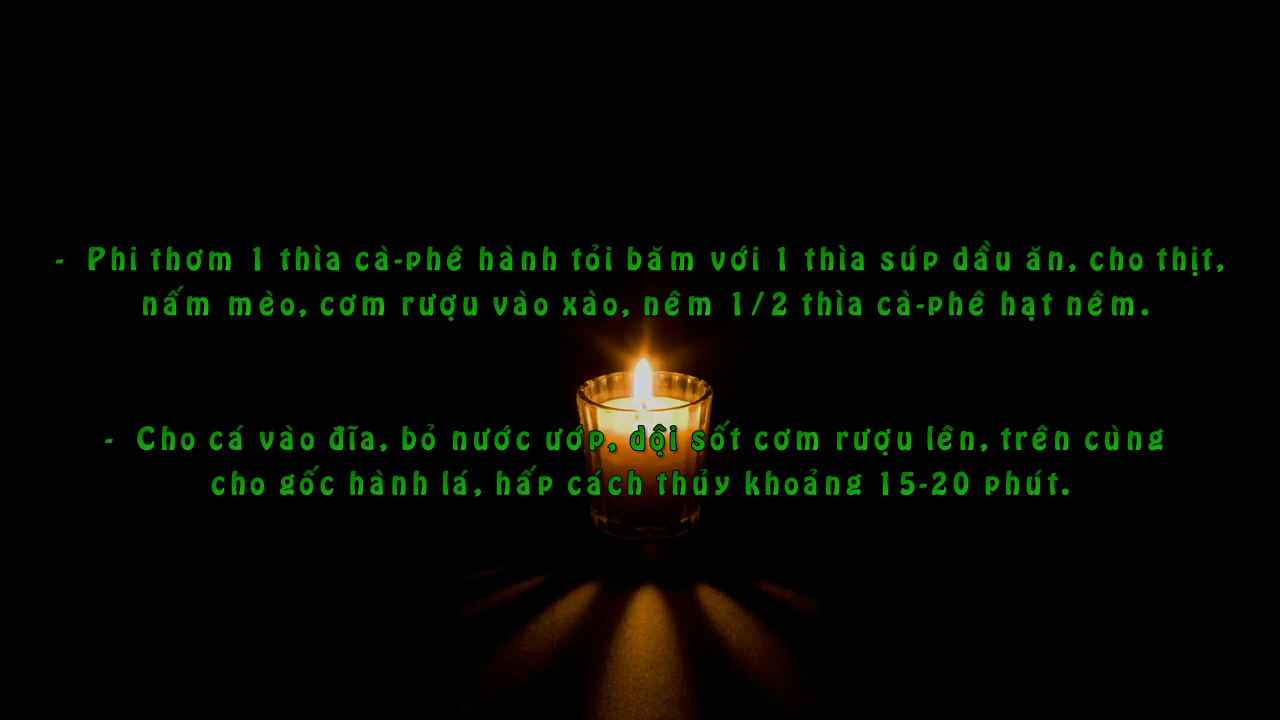 - Phi thơm 1 thìa cà-phê hành tỏi băm với 1 thìa súp dầu ăn, cho thịt,
nấm mèo, cơm rượu vào xào, nêm 1/2 thìa cà-phê hạt nêm.
- Cho cá vào đĩa, bỏ nước ướp, dội sốt cơm rượu lên, trên cùng
cho gốc hành lá, hấp cách thủy khoảng 15-20 phút.